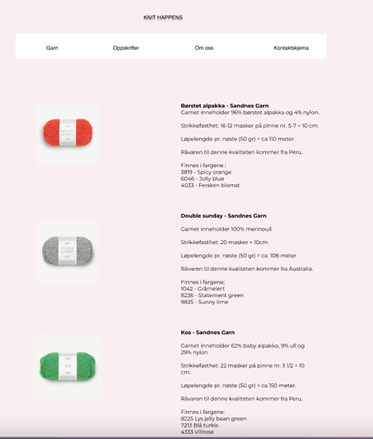 KNIT HAPPENS
Garn
Oppskrifter
Om oss
Kontaktskjema
Børstet alpakka - Sandnes Garn
Garnet inneholder 96% børstet alpakka og 4% nylon.
Strikkefasthet: 16-12 masker på pinne nr. 5-7 = 10 cm.
Løpelengde pr. nøste (50 gr) = ca 110 meter.
Råvaren til denne kvaliteten kommer fra Peru.
Finnes i fargene :
3819 - Spicy orange
6046 - Jolly blue
4033 - Fersken blomst
Double sunday - Sandnes Garn
Garnet inneholder 100% merinoull.
Strikkefasthet: 20 masker = 10cm
Løpelengde pr. nøste (50 gr) = ca. 108 meter
Råvaren til denne kvaliteten kommer fra Australia.
Finnes i fargene;
1042 - Gråmelert
8236 - Statement green
9825 - Sunny lime
Kos - Sandnes Garn
Garnet inneholder 62% baby alpakka, 9% ull og
29% nylon.
Strikkefasthet: 22 masker på pinne nr. 3 1/2 = 10
cm.
Løpelengde pr. nøste (50 gr) = ca 150 meter.
Råvaren til denne kvaliteten kommer fra Peru.
Finnes i fargene:
8225 Lys jelly bean green
7213 Blå turkis
4333 Villrose